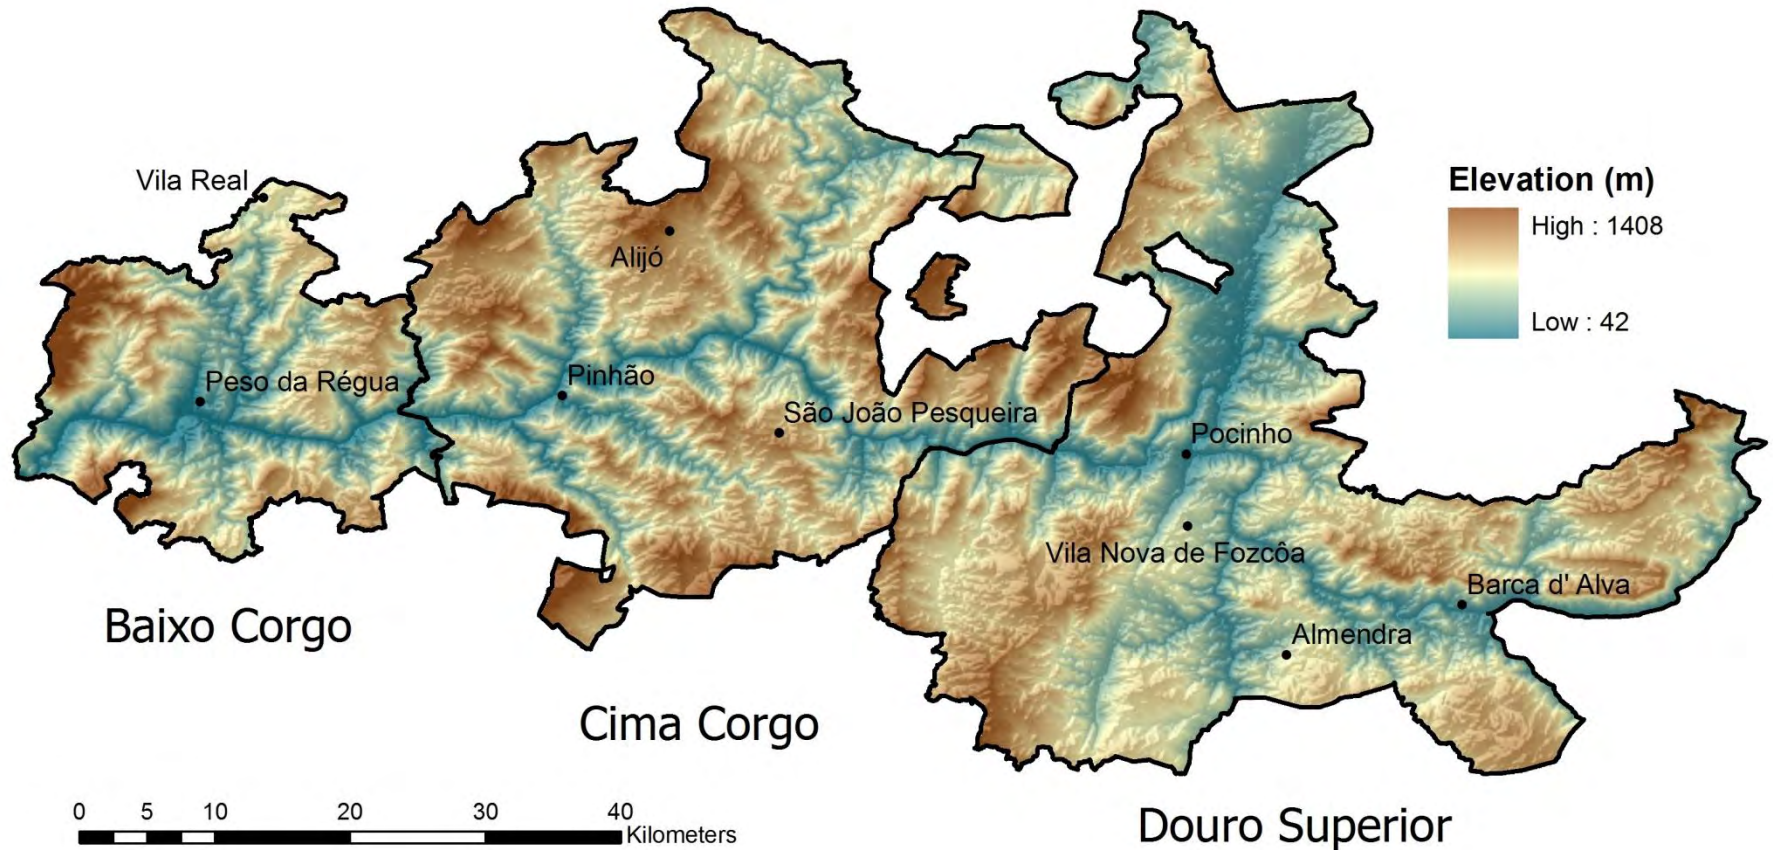 Vila Real
Alijó
Elevation (m)
High : 1408
Low : 42
Peso da Régua
Pinhão
São João Pesqueira
Pocinho
Vila Nova de Fozcôa
Barca d' Alva
Almendra
Baixo Corgo
Cima Corgo
Douro Superior
0 5 10 20 30 40
Kilometers